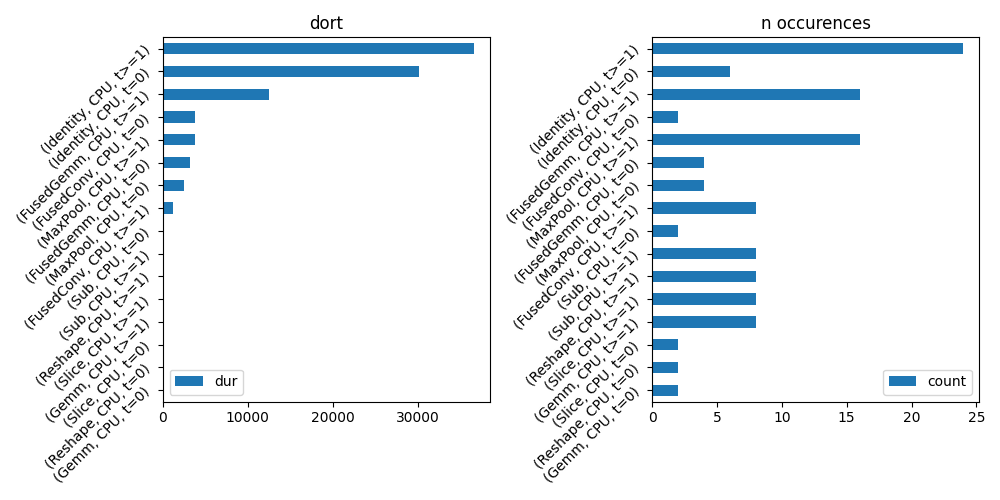 dort
(Identity, CPU, t>=1)
(Identity, CPU, t=0)
(FusedGemm, CPU, t>=1)
(FusedConv, CPU, t=0)
(MaxPool, CPU, t>=1)
(FusedGemm, CPU, t=0)
(MaxPool, CPU, t=0)
(FusedConv, CPU, t>=1)
(Sub, CPU, t=0)
(Sub, CPU, t>=1)
(Reshape, CPU, t>=1)
(Slice, CPU, t>=1)
(Gemm, CPU, t>=1)
(Slice, CPU, t=0)
(Reshape, CPU, t=0)
(Gemm, CPU, t=0)
dur
0 10000 20000 30000
n occurences
(Identity, CPU, t>=1)
(Identity, CPU, t=0)
(FusedGemm, CPU, t>=1)
(FusedConv, CPU, t=0)
(MaxPool, CPU, t>=1)
(FusedGemm, CPU, t=0)
(MaxPool, CPU, t=0)
(FusedConv, CPU, t>=1)
(Sub, CPU, t=0)
(Sub, CPU, t>=1)
(Reshape, CPU, t>=1)
(Slice, CPU, t>=1)
(Gemm, CPU, t>=1)
(Slice, CPU, t=0)
(Reshape, CPU, t=0)
(Gemm, CPU, t=0)
count
0 5 10 15 20 25